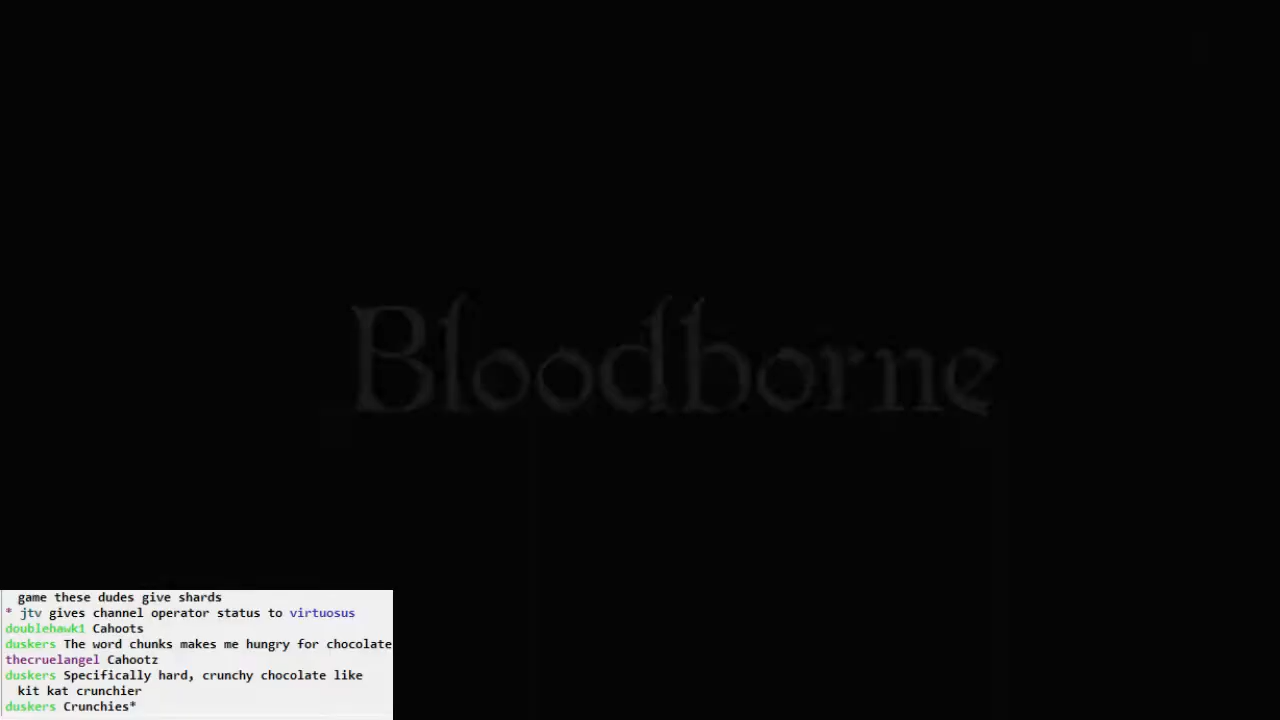 Bloodborne
game these dudes give shards
* jtv gives channel operator status to virtuosus
doublehawk1 Cahoots
duskers The word chunks makes me hungry for chocolate
thecruelangel Cahootz
duskers Specifically hard, crunchy chocolate like
kit kat crunchier
duskers Crunchies*